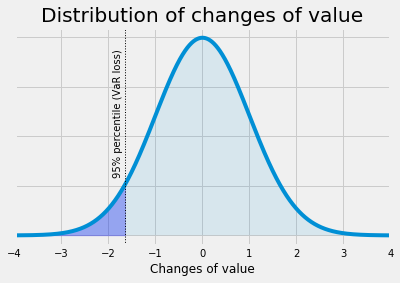 Distribution of changes of value
95% percentile (VaR loss)
−4 −3 −2 −1 0 1 2 3 4
Changes of value